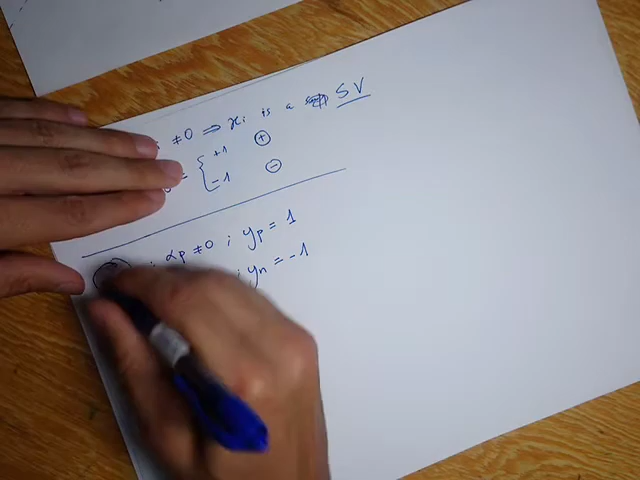 ≠0 ⇒ xᵢ is a SV
= { +1 ⊕
-1 ⊖
; αp ≠0 ; yp = 1
; yn = -1